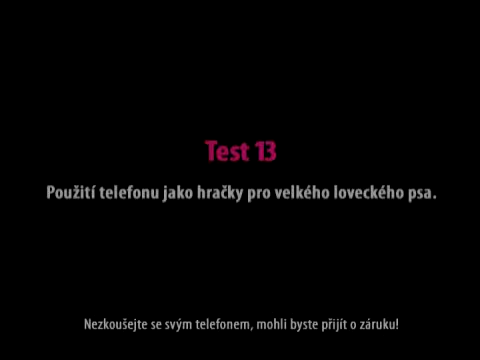 Test 13
Použití telefonu jako hračky pro velkého loveckého psa.
Nezkoušejte se svým telefonem, mohli byste přijít o záruku!